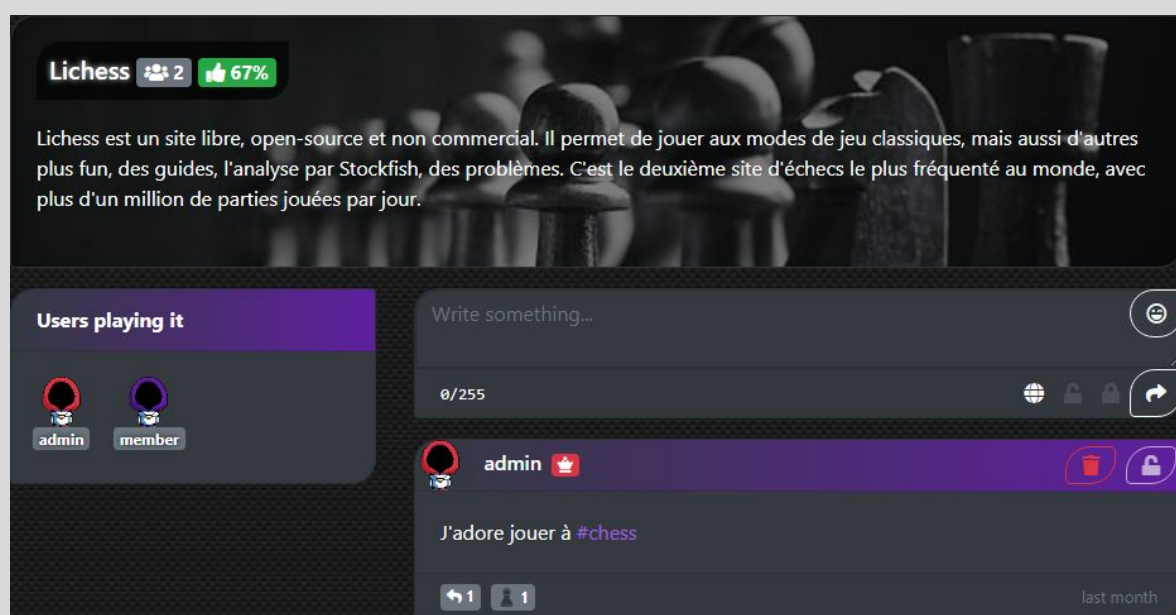 Lichess 2 67%
Lichess est un site libre, open-source et non commercial. Il permet de jouer aux modes de jeu classiques, mais aussi d'autres
plus fun, des guides, l'analyse par Stockfish, des problèmes. C'est le deuxième site d'échecs le plus fréquenté au monde, avec
plus d'un million de parties jouées par jour.
Users playing it
admin member
Write something...
0/255
admin
J'adore jouer à #chess
1 1
last month